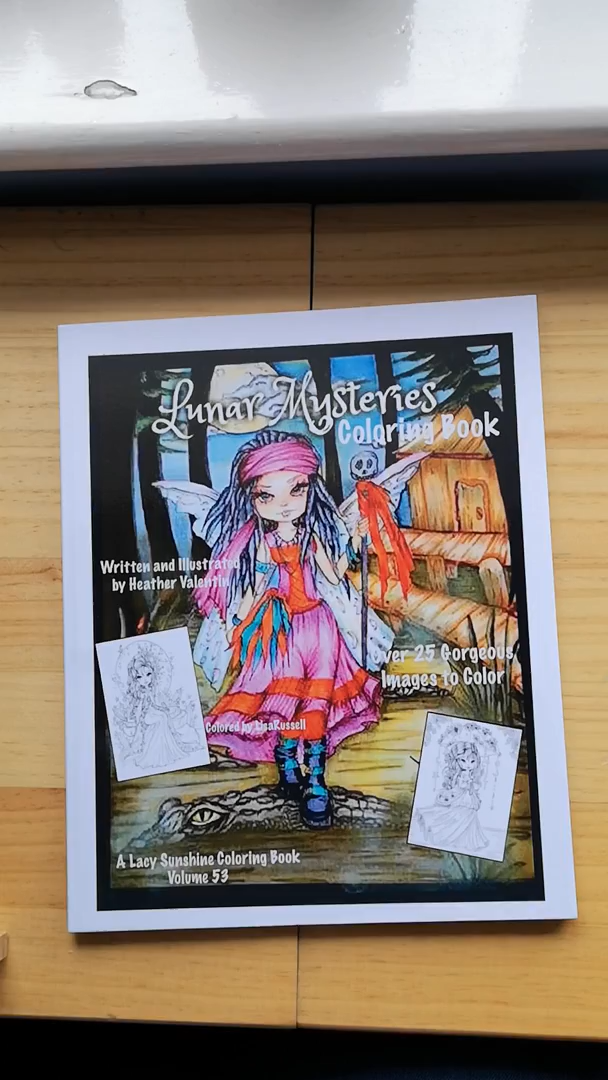 Lunar Mysteries
Coloring Book
Written and Illustrated
by Heather Valentin
Over 25 Gorgeous
Images to Color
Colored by LisaRussell
A Lacy Sunshine Coloring Book
Volume 53